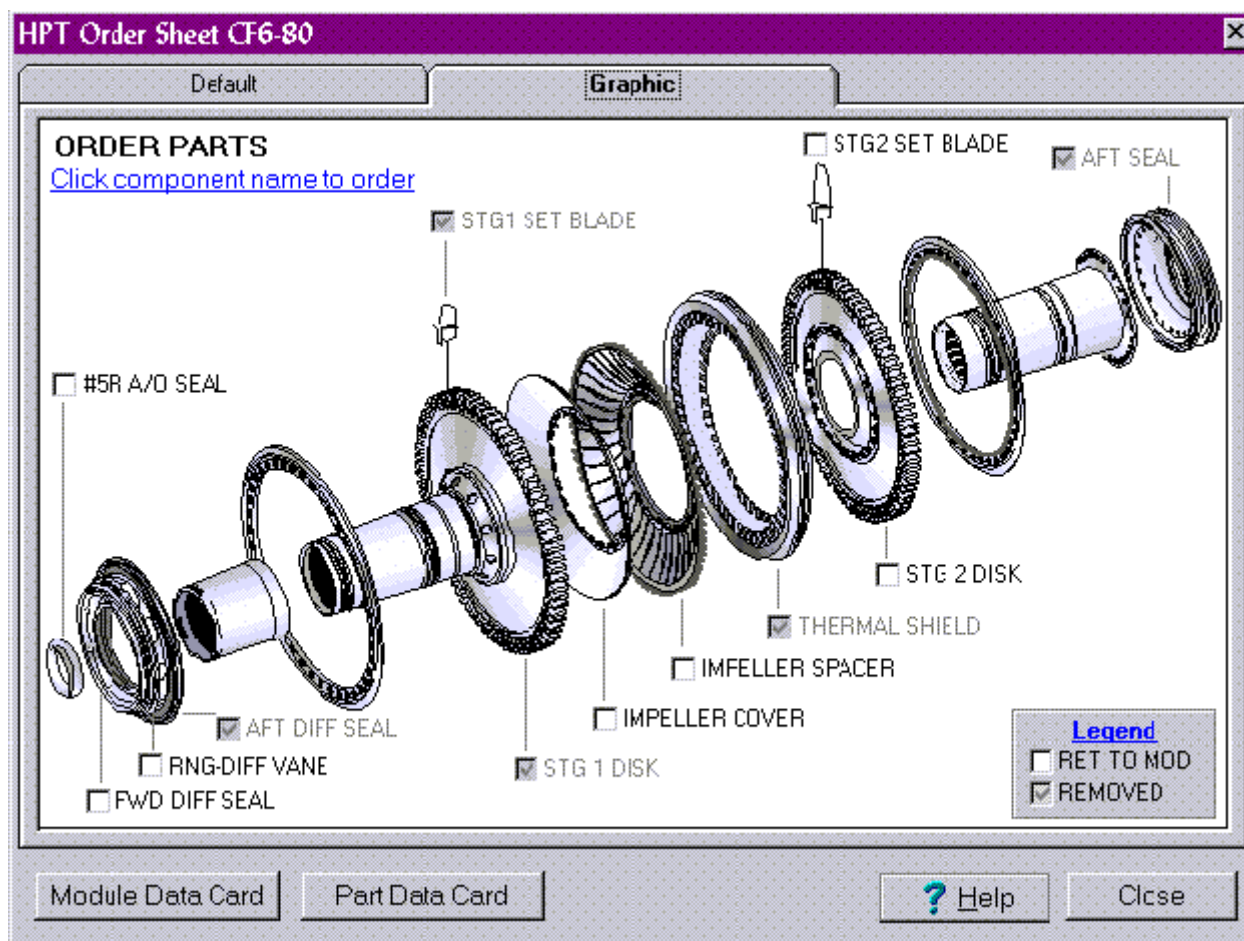 HPT Order Sheet CF6-80
Default
Graphic
ORDER PARTS
Click component name to order
STG2 SET BLADE
AFT SEAL
STG1 SET BLADE
#5R A/O SEAL
STG 2 DISK
THERMAL SHIELD
IMFELLER SPACER
IMPELLER COVER
AFT DIFF SEAL
RNG-DIFF VANE
STG 1 DISK
FWD DIFF SEAL
Legend
RET TO MOD
REMOVED
Module Data Card
Part Data Card
? Help
Close